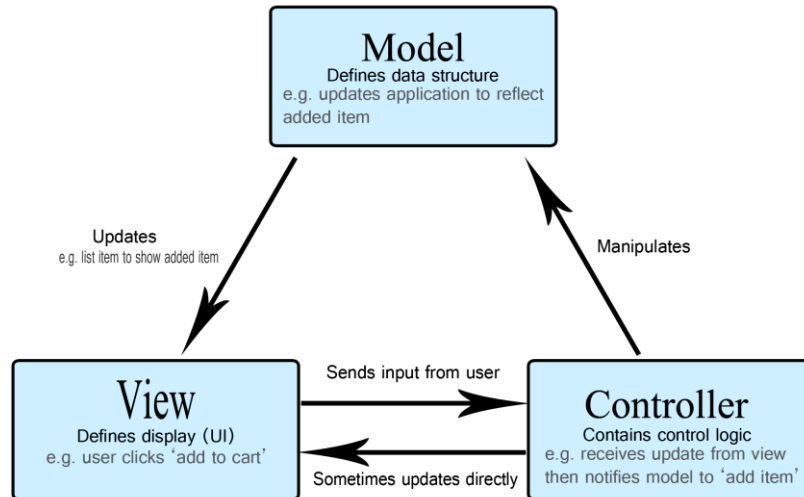 Model
Defines data structure
e.g. updates application to reflect
added item
Updates
e.g. list item to show added item
Manipulates
View
Defines display (UI)
e.g. user clicks ‘add to cart’
Sends input from user
Sometimes updates directly
Controller
Contains control logic
e.g. receives update from view
then notifies model to ‘add item’